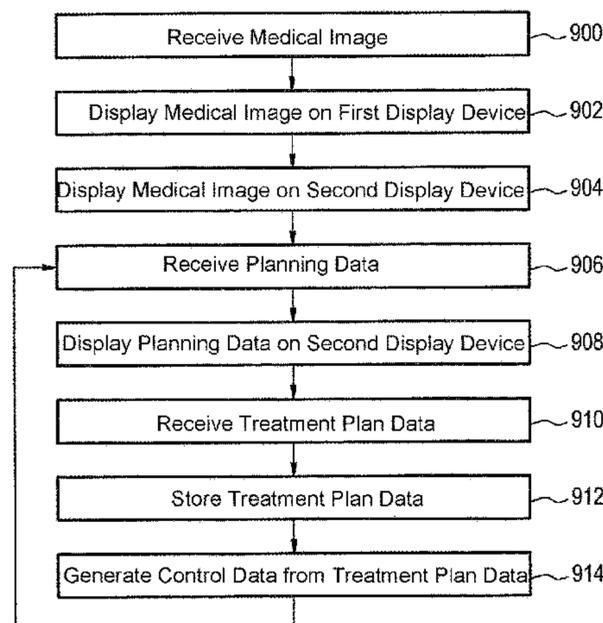 Receive Medical Image 900
Display Medical Image on First Display Device 902
Display Medical Image on Second Display Device 904
Receive Planning Data 906
Display Planning Data on Second Display Device 908
Receive Treatment Plan Data 910
Store Treatment Plan Data 912
Generate Control Data from Treatment Plan Data 914